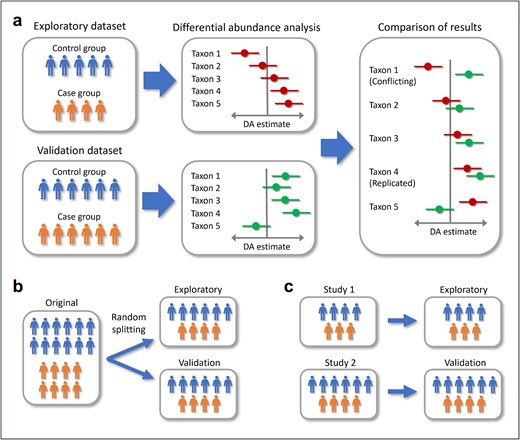 a
Exploratory dataset
Control group
Case group
Validation dataset
Control group
Case group
Differential abundance analysis
Taxon 1
Taxon 2
Taxon 3
Taxon 4
Taxon 5
DA estimate
Taxon 1
Taxon 2
Taxon 3
Taxon 4
Taxon 5
DA estimate
Comparison of results
Taxon 1
(Conflicting)
Taxon 2
Taxon 3
Taxon 4
(Replicated)
Taxon 5
DA estimate
b
Original
Random
splitting
Exploratory
Validation
c
Study 1
Exploratory
Study 2
Validation